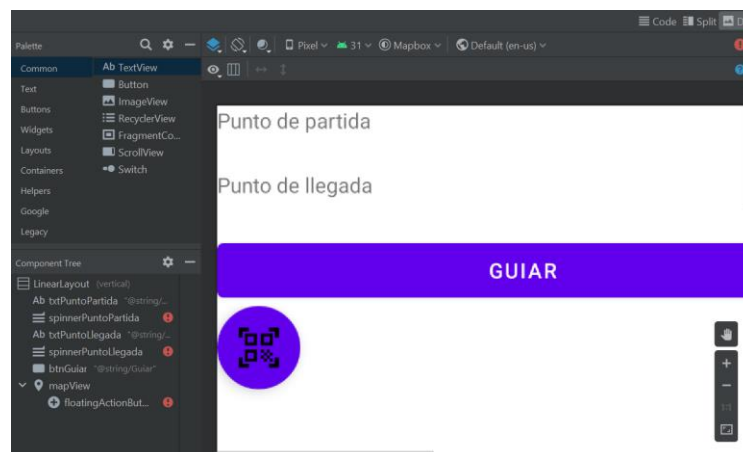 Code Split D
Palette
Pixel 31 Mapbox Default (en-us)
Common
Text
Buttons
Widgets
Layouts
Containers
Helpers
Google
Legacy
Ab TextView
Button
ImageView
RecyclerView
FragmentCo...
ScrollView
Switch
Component Tree
LinearLayout (vertical)
Ab txtPuntoPartida "@string/...
spinnerPuntoPartida
Ab txtPuntoLlegada "@string/...
spinnerPuntoLlegada
btnGuiar "@string/Guiar"
mapView
floatingActionBut...
Punto de partida
Punto de llegada
GUIAR
1:1